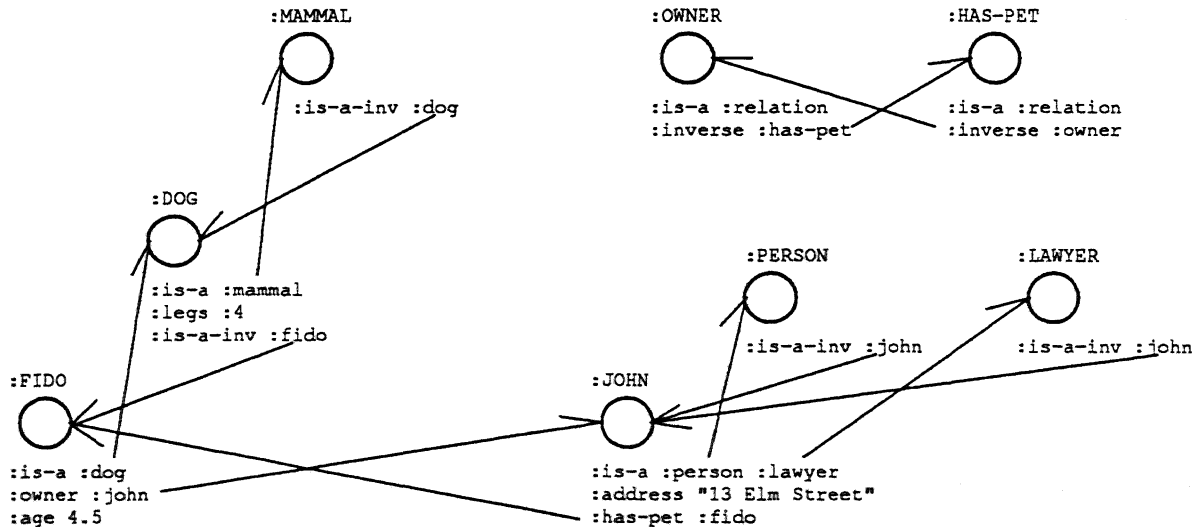 :MAMMAL
:is-a-inv :dog
:OWNER
:is-a :relation
:inverse :has-pet
:HAS-PET
:is-a :relation
:inverse :owner
:DOG
:is-a :mammal
:legs :4
:is-a-inv :fido
:PERSON
:is-a-inv :john
:LAWYER
:is-a-inv :john
:FIDO
:is-a :dog
:owner :john
:age 4.5
:JOHN
:is-a :person :lawyer
:address "13 Elm Street"
:has-pet :fido